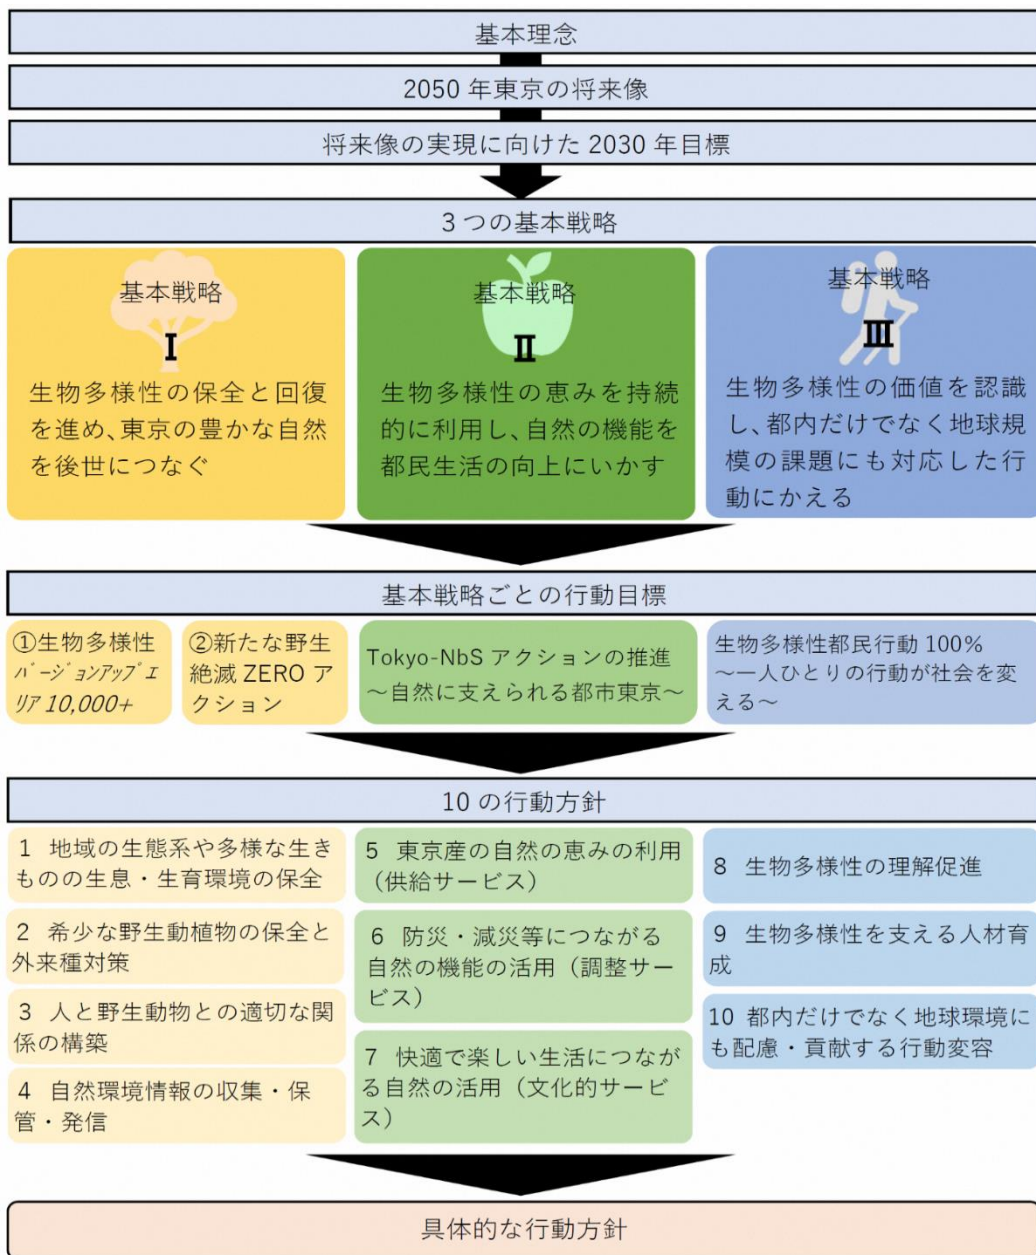 基本理念
2050 年東京の将来像
将来像の実現に向けた 2030 年目標
3 つの基本戦略
基本戦略
Ⅰ
生物多様性の保全と回復
を進め、東京の豊かな自然
を後世につなぐ
基本戦略
Ⅱ
生物多様性の恵みを持続
的に利用し、自然の機能を
都民生活の向上にいかす
基本戦略
Ⅲ
生物多様性の価値を認識
し、都内だけでなく地球規
模の課題にも対応した行
動にかえる
基本戦略ごとの行動目標
①生物多様性
バージョンアップエ
リア 10,000+
②新たな野生
絶滅 ZERO ア
クション
Tokyo-NbS アクションの推進
～自然に支えられる都市東京～
生物多様性都民行動 100%
～一人ひとりの行動が社会を変
える～
10 の行動方針
1 地域の生態系や多様な生き
ものの生息・生育環境の保全
2 希少な野生動植物の保全と
外来種対策
3 人と野生動物との適切な関
係の構築
4 自然環境情報の収集・保
管・発信
5 東京産の自然の恵みの利用
（供給サービス）
6 防災・減災等につながる
自然の機能の活用（調整サー
ビス）
7 快適で楽しい生活につなが
る自然の活用（文化的サービ
ス）
8 生物多様性の理解促進
9 生物多様性を支える人材育
成
10 都内だけでなく地球環境に
も配慮・貢献する行動変容
具体的な行動方針